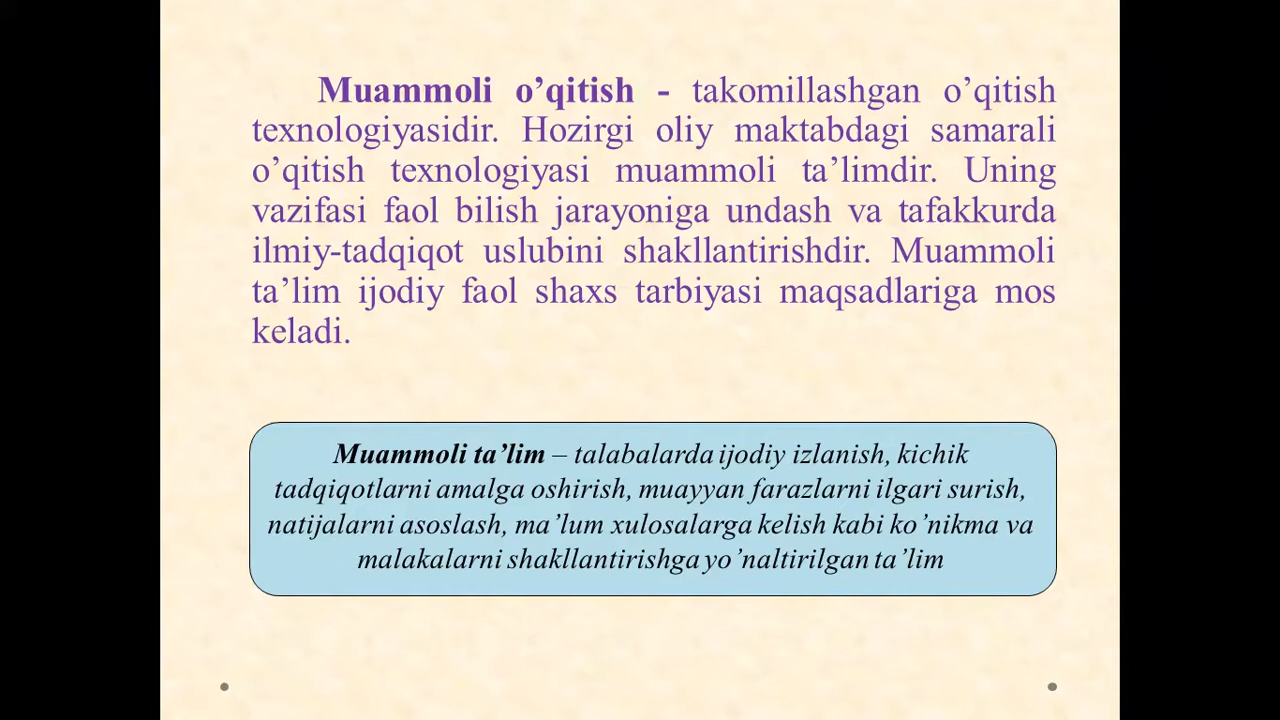 Muammoli o’qitish - takomillashgan o’qitish
texnologiyasidir. Hozirgi oliy maktabdagi samarali
o’qitish texnologiyasi muammoli ta’limdir. Uning
vazifasi faol bilish jarayoniga undash va tafakkurda
ilmiy-tadqiqot uslubini shakllantirishdir. Muammoli
ta’lim ijodiy faol shaxs tarbiyasi maqsadlariga mos
keladi.
Muammoli ta’lim – talabalarda ijodiy izlanish, kichik
tadqiqotlarni amalga oshirish, muayyan farazlarni ilgari surish,
natijalarni asoslash, ma’lum xulosalarga kelish kabi ko’nikma va
malakalarni shakllantirishga yo’naltirilgan ta’lim